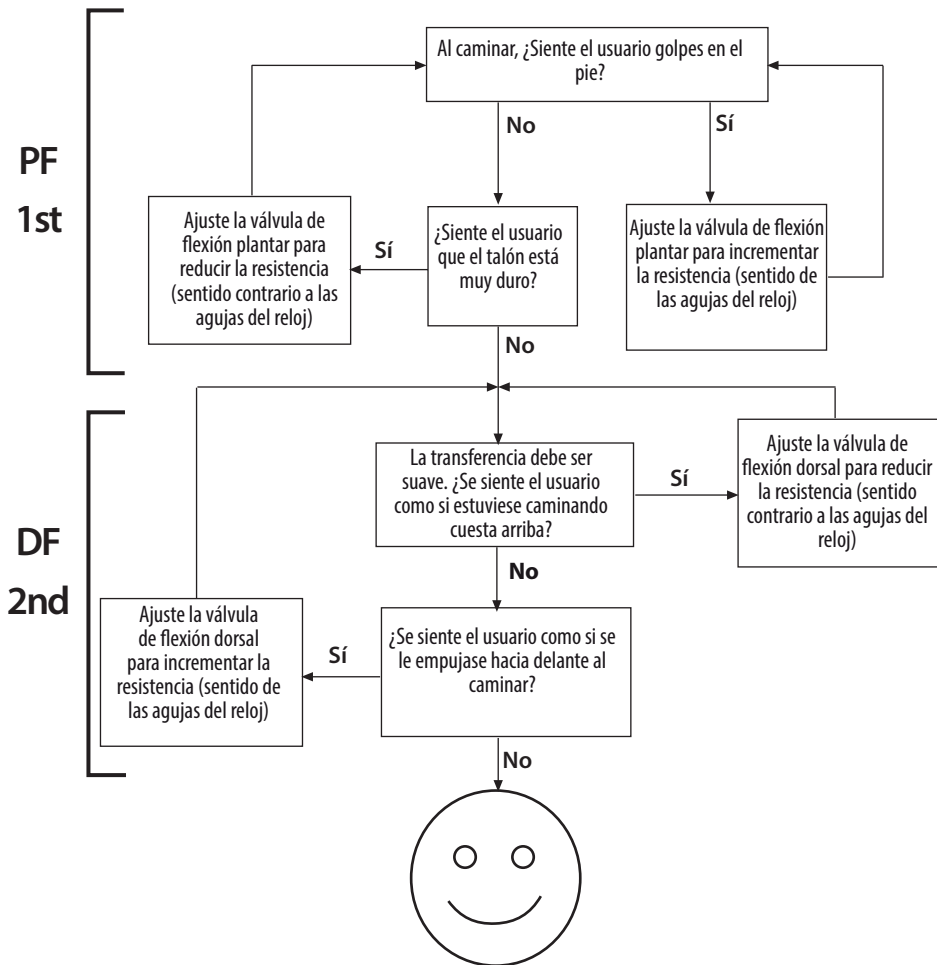 Al caminar, ¿Siente el usuario golpes en el
pie?
No
Sí
PF
1st
Ajuste la válvula de
flexión plantar para
reducir la resistencia
(sentido contrario a las
agujas del reloj)
Sí
¿Siente el usuario
que el talón está
muy duro?
Ajuste la válvula de flexión
plantar para incrementar
la resistencia (sentido de
las agujas del reloj)
No
DF
2nd
La transferencia debe ser
suave. ¿Se siente el usuario
como si estuviese caminando
cuesta arriba?
Sí
Ajuste la válvula de
flexión dorsal para reducir
la resistencia (sentido
contrario a las agujas del
reloj)
No
Ajuste la válvula
de flexión dorsal
para incrementar la
resistencia (sentido de
las agujas del reloj)
Sí
¿Se siente el usuario como si se
le empujase hacia delante al
caminar?
No